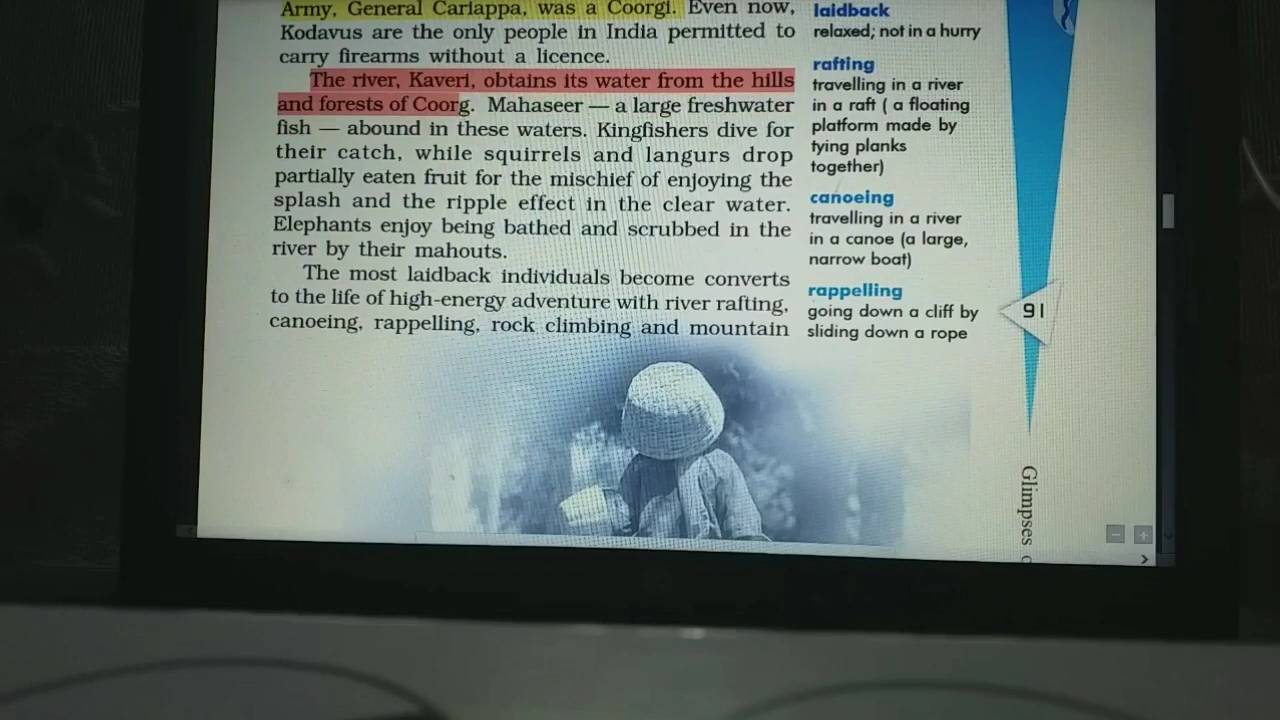 Army, General Cariappa, was a Coorgi. Even now,
Kodavus are the only people in India permitted to
carry firearms without a licence.
The river, Kaveri, obtains its water from the hills
and forests of Coorg. Mahaseer — a large freshwater
fish — abound in these waters. Kingfishers dive for
their catch, while squirrels and langurs drop
partially eaten fruit for the mischief of enjoying the
splash and the ripple effect in the clear water.
Elephants enjoy being bathed and scrubbed in the
river by their mahouts.
The most laidback individuals become converts
to the life of high-energy adventure with river rafting,
canoeing, rappelling, rock climbing and mountain
laidback
relaxed; not in a hurry
rafting
travelling in a river
in a raft ( a floating
platform made by
tying planks
together)
canoeing
travelling in a river
in a canoe (a large,
narrow boat)
rappelling
going down a cliff by
sliding down a rope
91
Glimpses